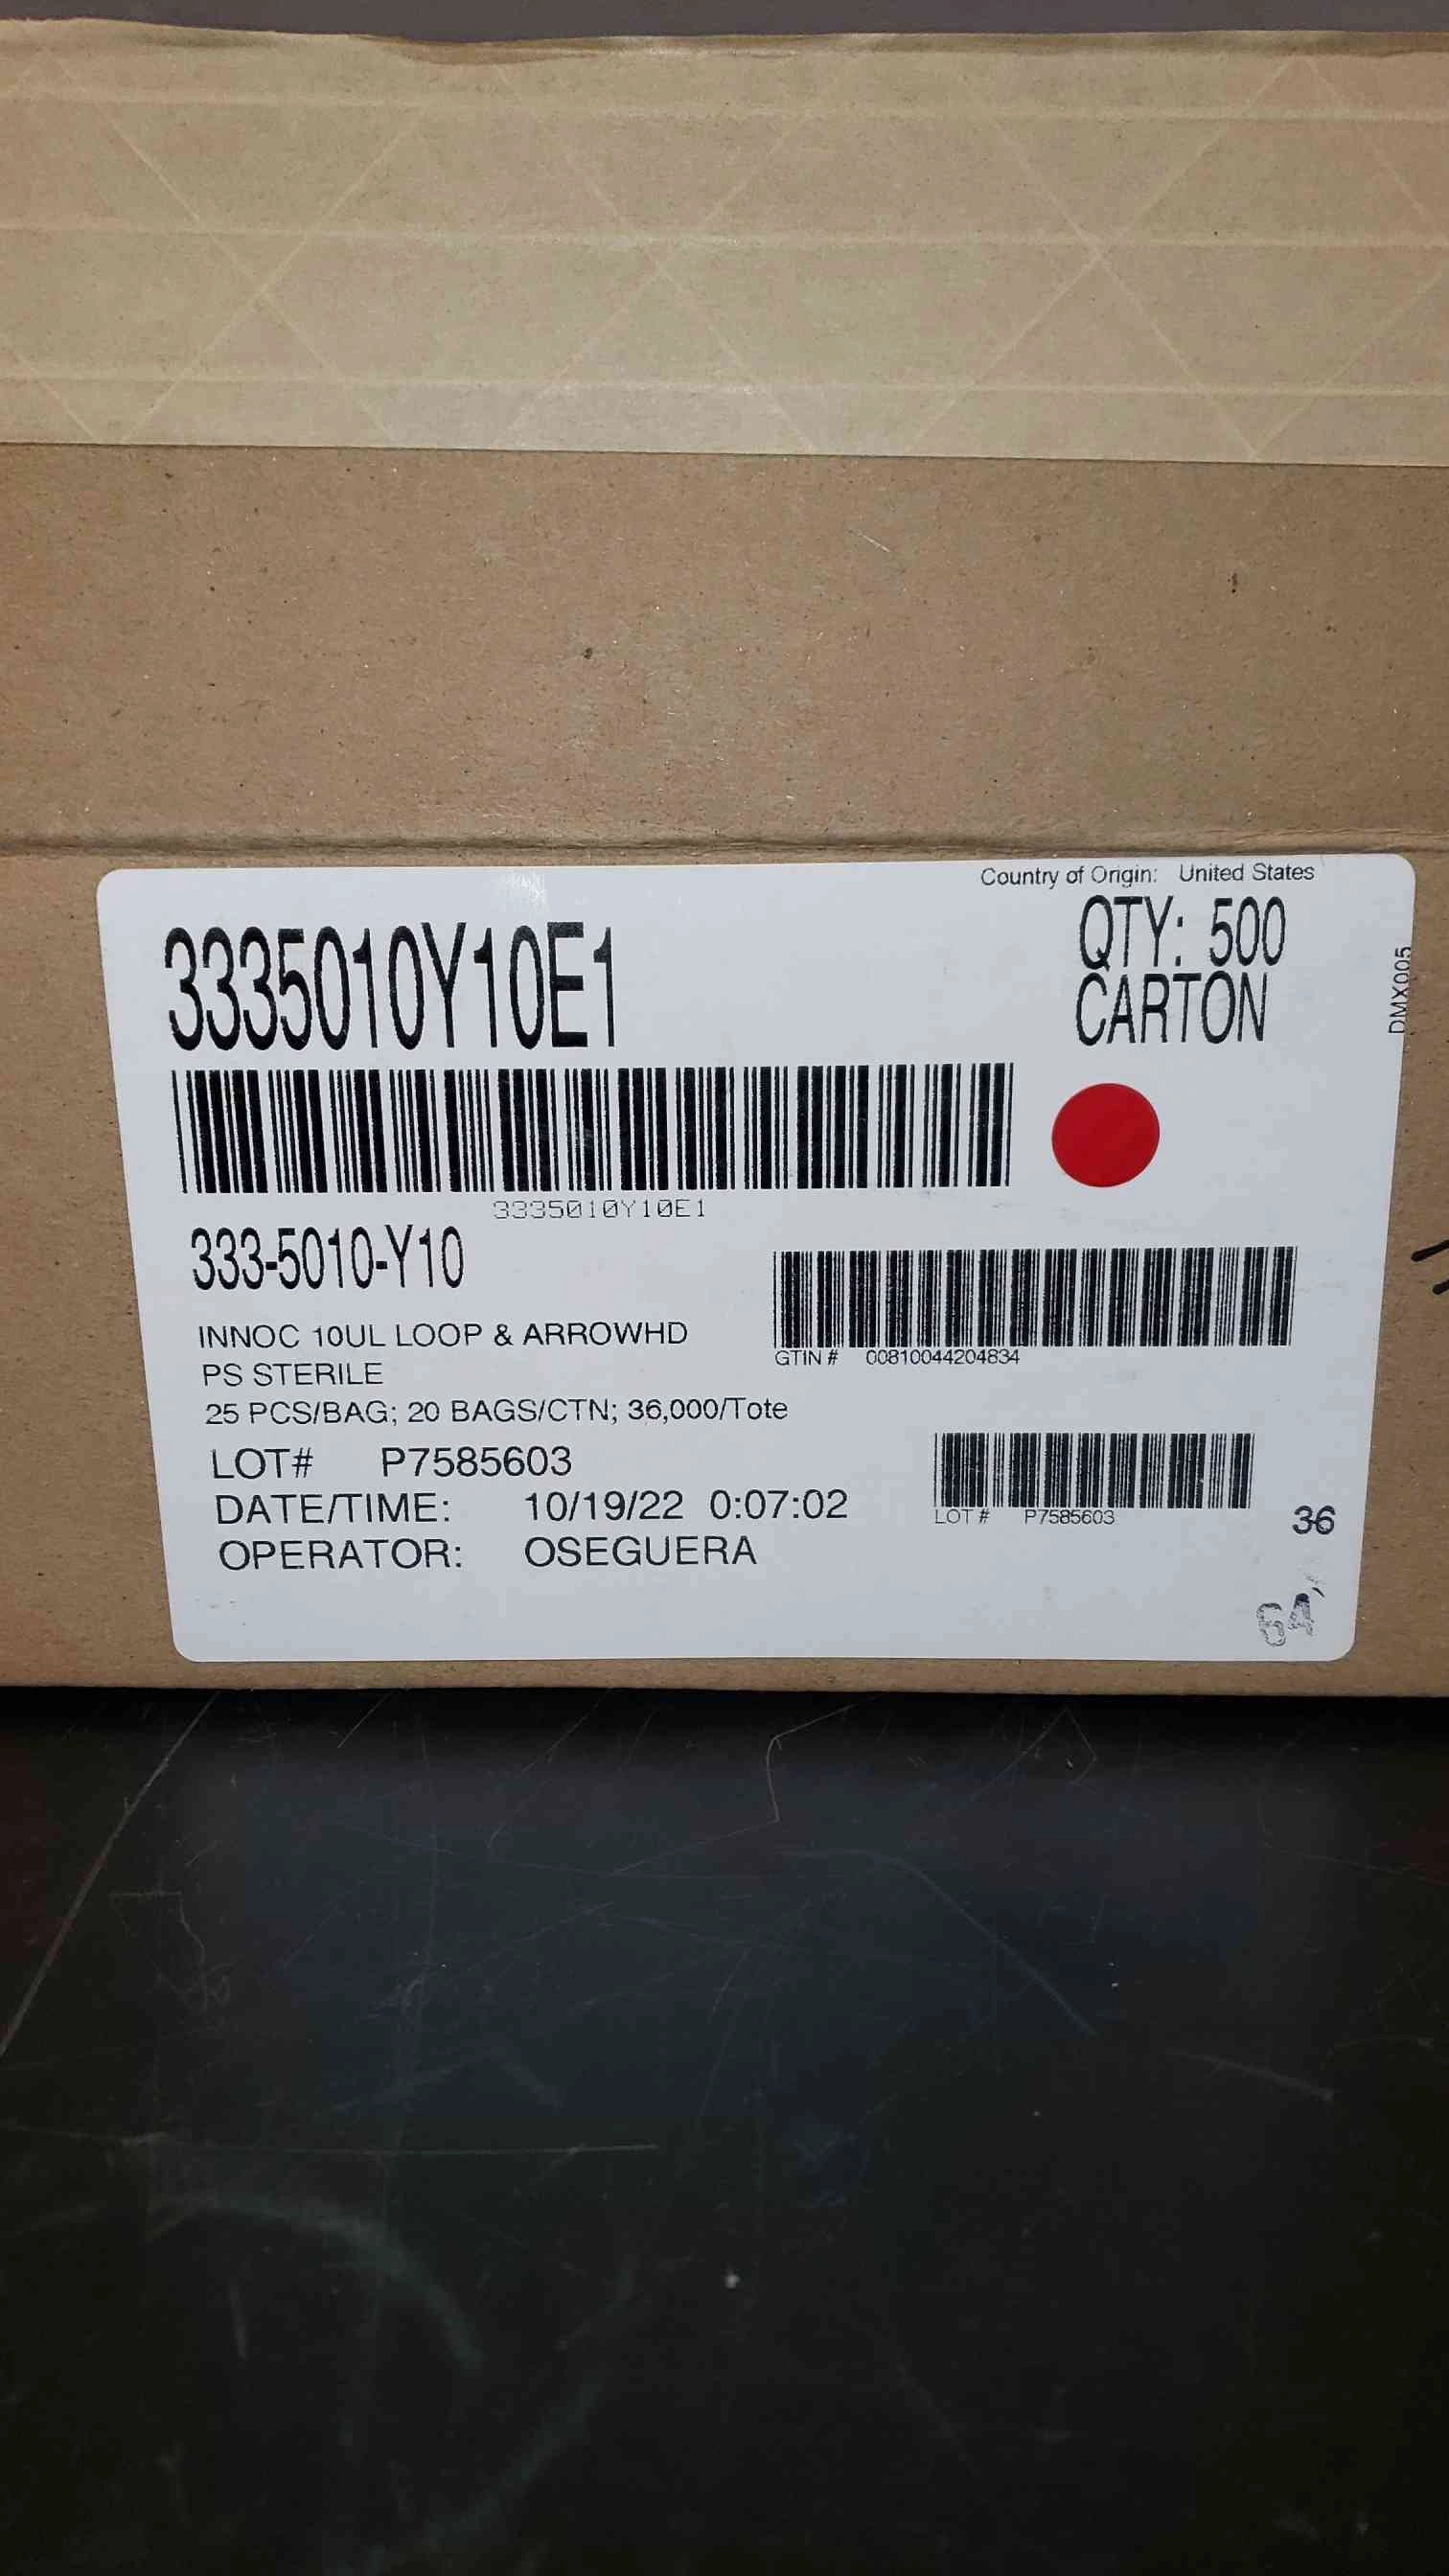 Country of Origin: United States
3335010Y10E1
QTY: 500
CARTON
DMX005
3335010Y10E1
333-5010-Y10
INNOC 10UL LOOP & ARROWHD
PS STERILE
25 PCS/BAG; 20 BAGS/CTN; 36,000/Tote
GTIN # 00810044204834
LOT# P7585603
DATE/TIME: 10/19/22 0:07:02
OPERATOR: OSEGUERA
LOT # P7585603
36
64